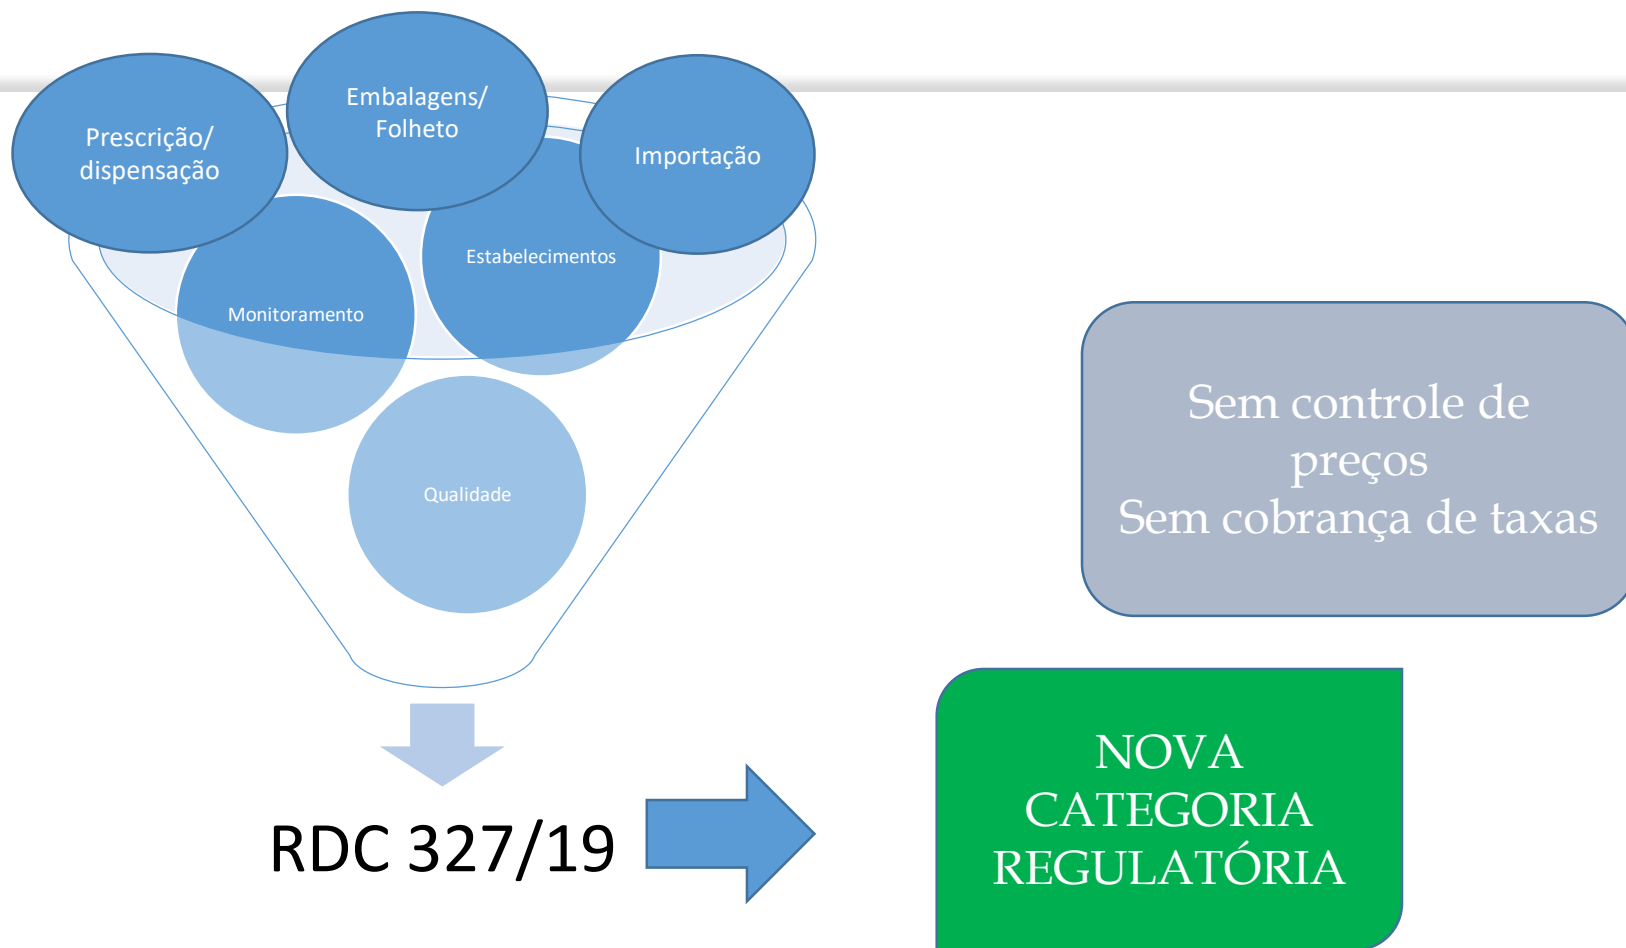 Prescrição/
dispensação
Embalagens/
Folheto
Importação
Monitoramento
Estabelecimentos
Qualidade
Sem controle de
preços
Sem cobrança de taxas
RDC 327/19
NOVA
CATEGORIA
REGULATÓRIA